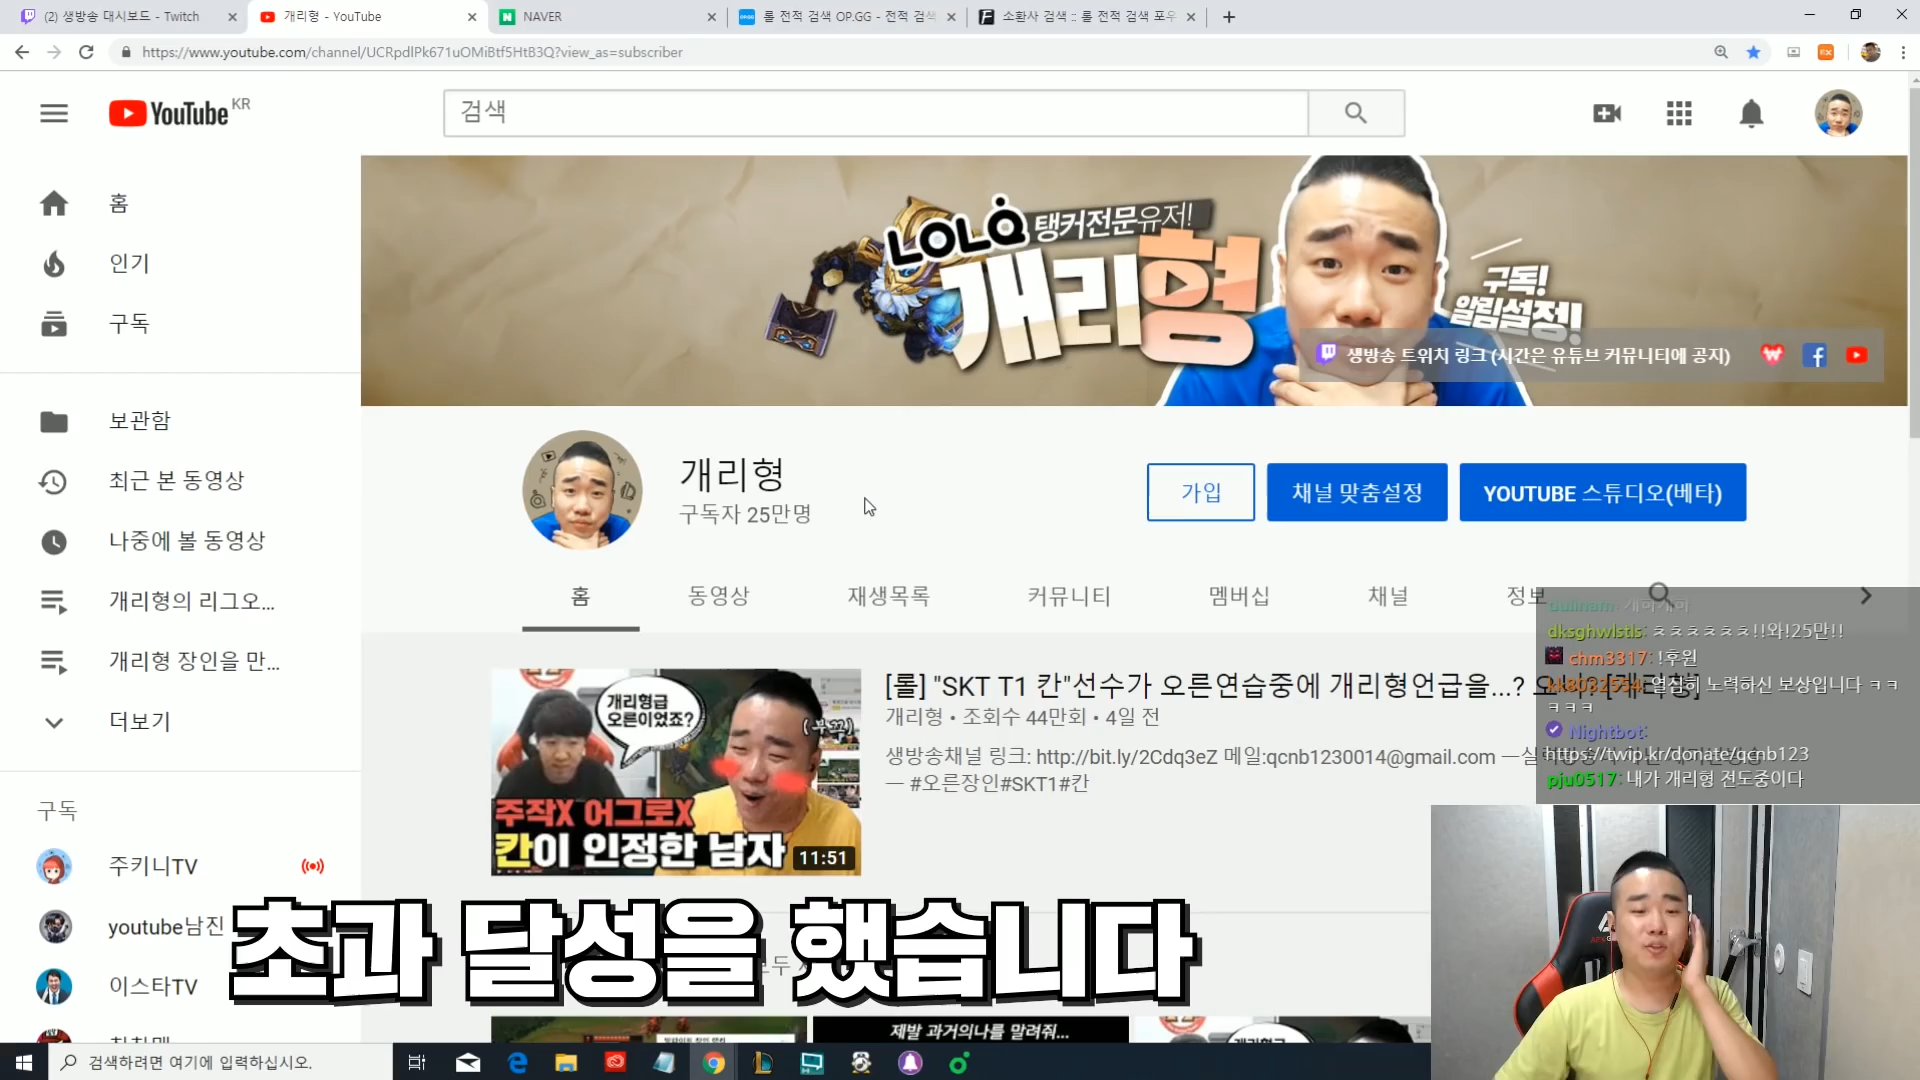 (2) 생방송 대시보드 - Twitch
개리형 - YouTube
NAVER
롤 전적 검색 OP.GG - 전적 검색
소환사 검색 :: 롤 전적 검색 포우
https://www.youtube.com/channel/UCRpdlPk671uOMiBtf5HtB3Q?view_as=subscriber
YouTube KR
검색
홈
인기
구독
보관함
최근 본 동영상
나중에 볼 동영상
개리형의 리그오...
개리형 장인을 만...
더보기
구독
주키니TV
youtube남진
이스타TV
LOL 탱커전문유저!
개리형
구독!
알림설정!
생방송 트위치 링크 (시간은 유튜브 커뮤니티에 공지)
개리형
구독자 25만명
가입
채널 맞춤설정
YOUTUBE 스튜디오(베타)
홈
동영상
재생목록
커뮤니티
멤버십
채널
정보
개리형급
오른이었죠?
(부끄)
주작X 어그로X
칸이 인정한 남자
11:51
[롤] "SKT T1 칸"선수가 오른연습중에 개리형언급을...?
개리형 • 조회수 44만회 • 4일 전
생방송채널 링크: http://bit.ly/2Cdq3eZ 메일:qcnb1230014@gmail.com
— #오른장인#SKT1#칸
dksghwlstls: ㅎㅎㅎㅎㅎㅎ!!와!25만!!
chm3317: !후원
kk8032554: 열심히 노력하신 보상입니다 ㅋㅋ
ㅋㅋㅋ
Nightbot:
https://twip.kr/donate/qcnb123
pju0517: 내가 개리형 전도중이다
초과 달성을 했습니다
제발 과거의나를 말려줘...
검색하려면 여기에 입력하십시오.